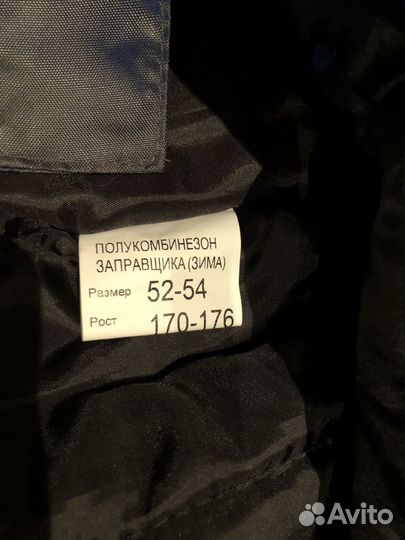 ПОЛУКОМБИНЕЗОН
ЗАПРАВЩИКА (ЗИМА)
Размер 52-54
Рост 170-176
Avito